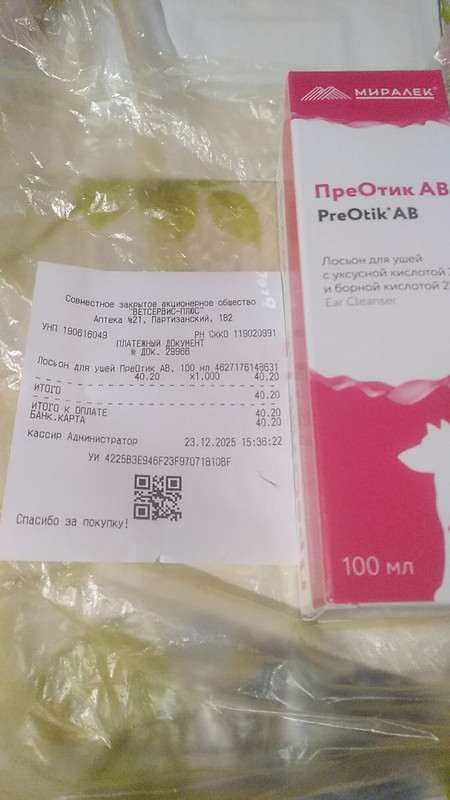 МИРАЛЕК®
ПреОтик АВ
PreOtik® AB
Лосьон для ушей
с уксусной кислотой
и борной кислотой 2
Ear Cleanser
100 мл
Совместное закрытое акционерное общество
"ВЕТСЕРВИС-ПЛЮС"
Аптека №21, Партизанский, 182
УНП 190616049 РН СККО 119020991
ПЛАТЕЖНЫЙ ДОКУМЕНТ
№ ДОК. 29966
Лосьон для ушей ПреОтик АВ, 100 мл 4627176148631
40.20 x1.000 40.20
ИТОГО 40.20
ИТОГО К ОПЛАТЕ 40.20
БАНК.КАРТА 40.20
Кассир Администратор 23.12.2025 15:38:22
УИ 4225B3E946F23F97071810BF
Спасибо за покупку!